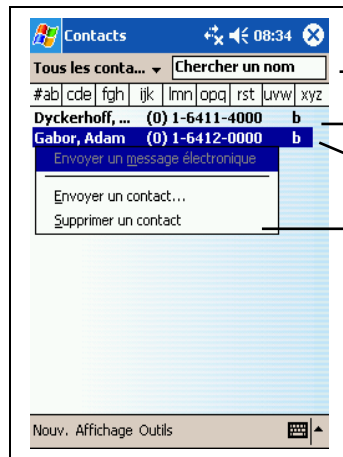 Contacts 08:34
Tous les conta... Chercher un nom
#ab cde fgh ijk lmn opq rst uvw xyz
Dyckerhoff, ... (0) 1-6411-4000 b
Gabor, Adam (0) 1-6412-0000 b
Envoyer un message électronique
Envoyer un contact...
Supprimer un contact
Nouv. Affichage Outils